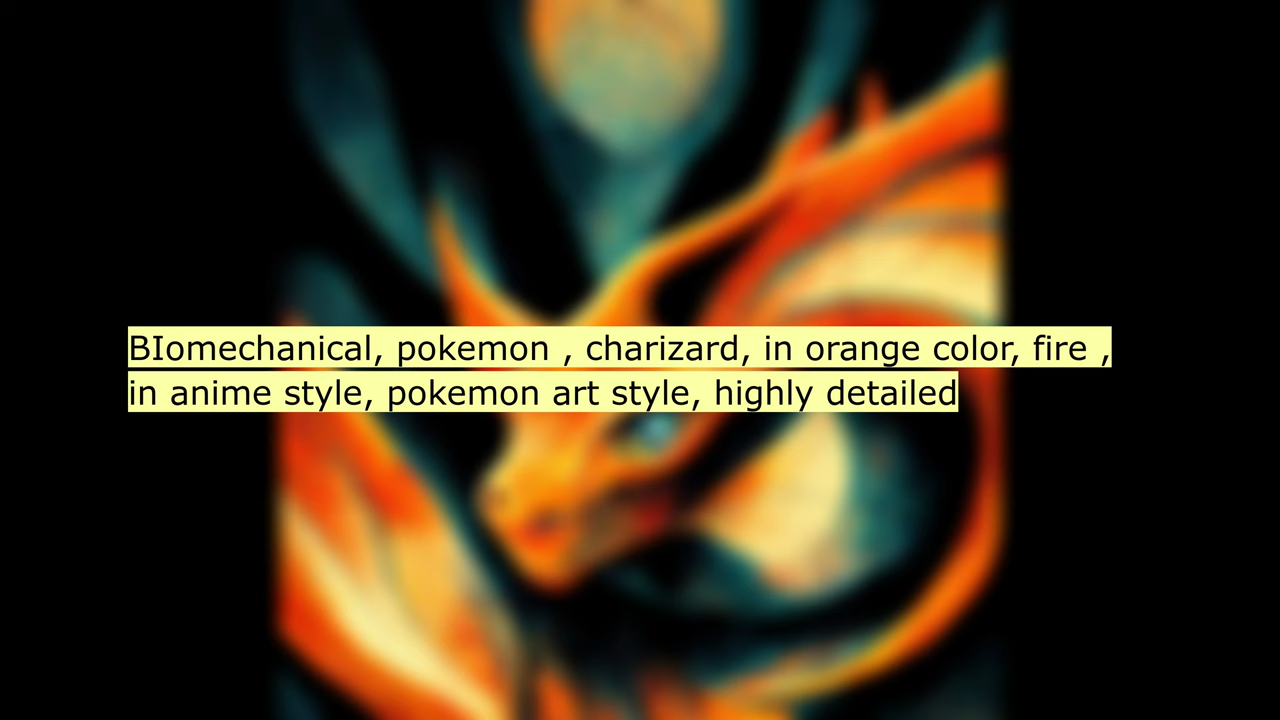 BIomechanical, pokemon , charizard, in orange color, fire ,
in anime style, pokemon art style, highly detailed